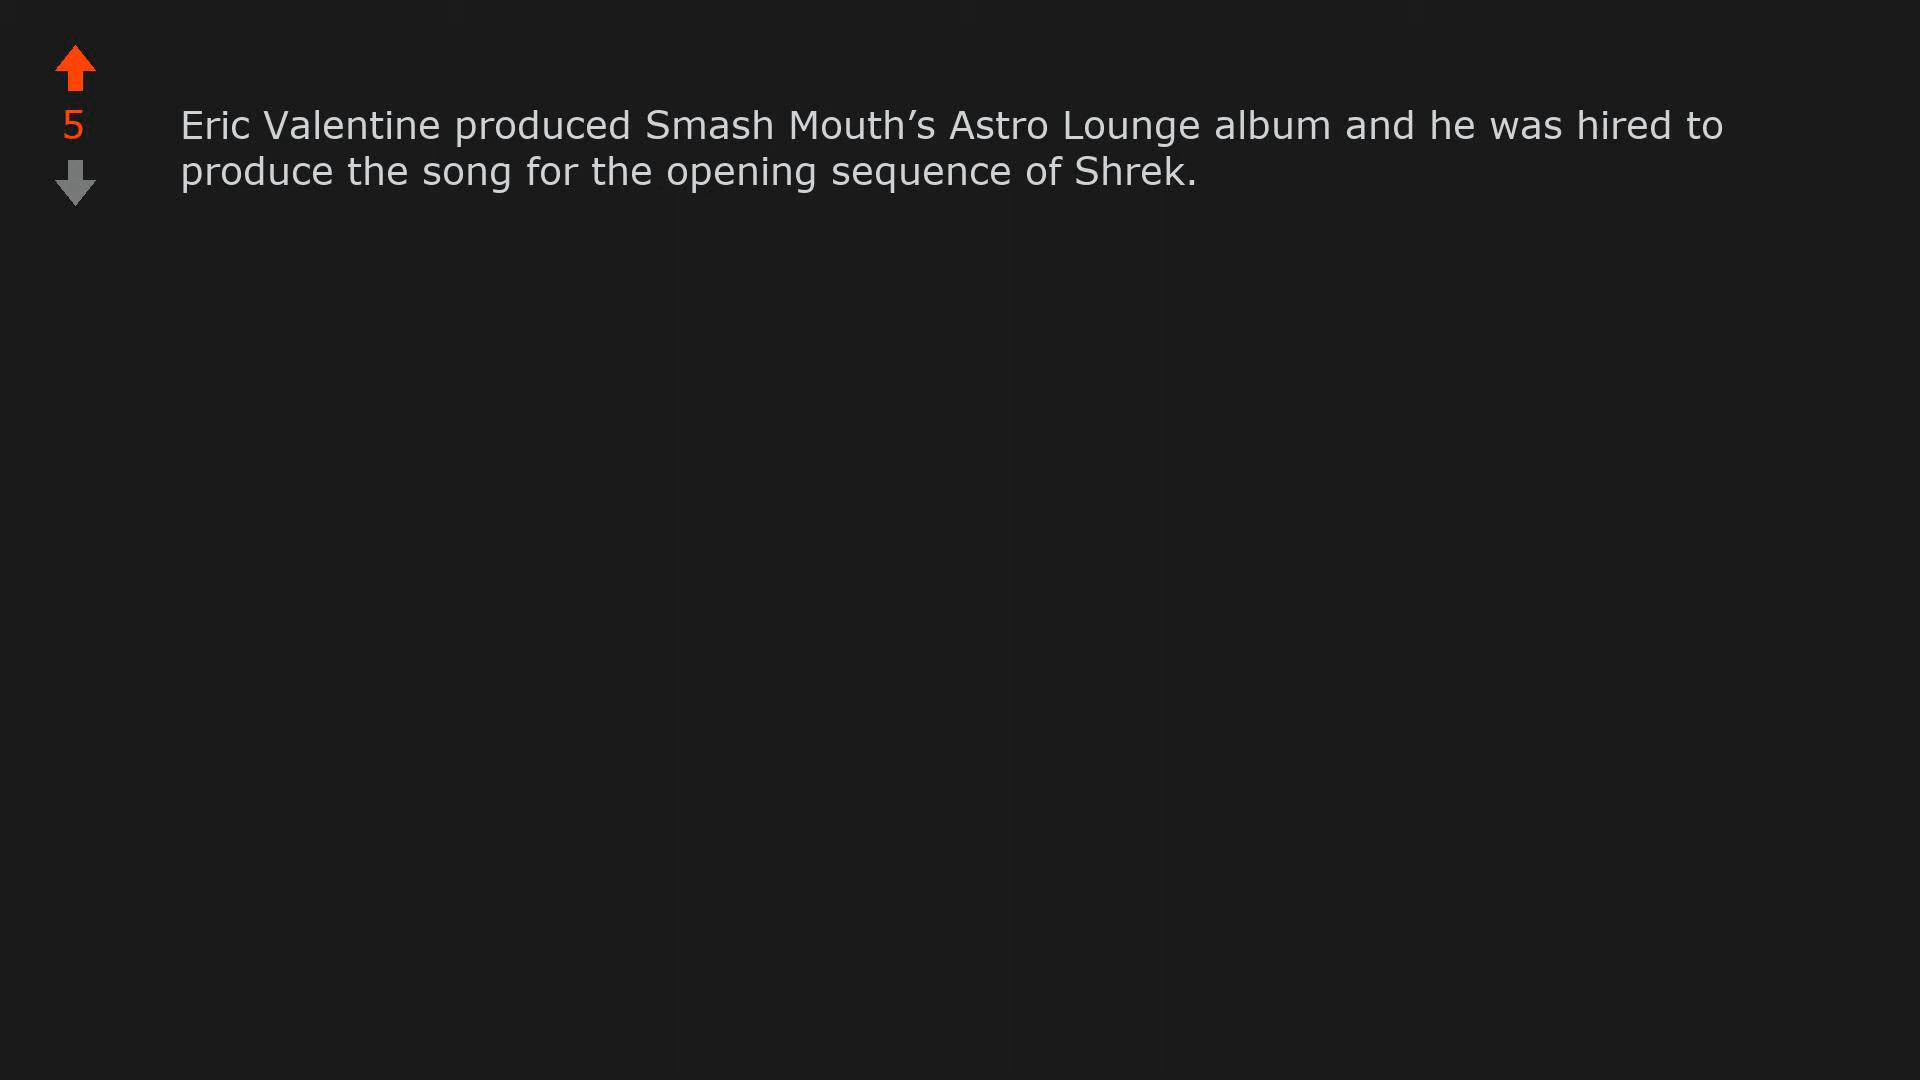 5
Eric Valentine produced Smash Mouth’s Astro Lounge album and he was hired to
produce the song for the opening sequence of Shrek.